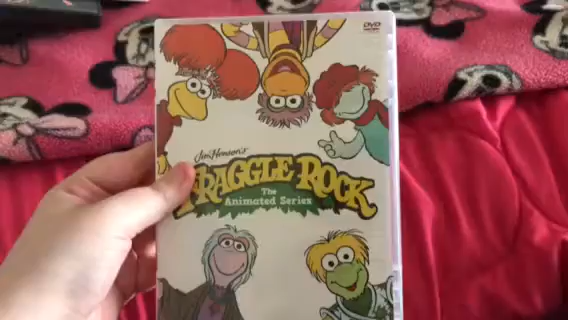 DVD
Jim Henson's
FRAGGLE ROCK
The
Animated Series